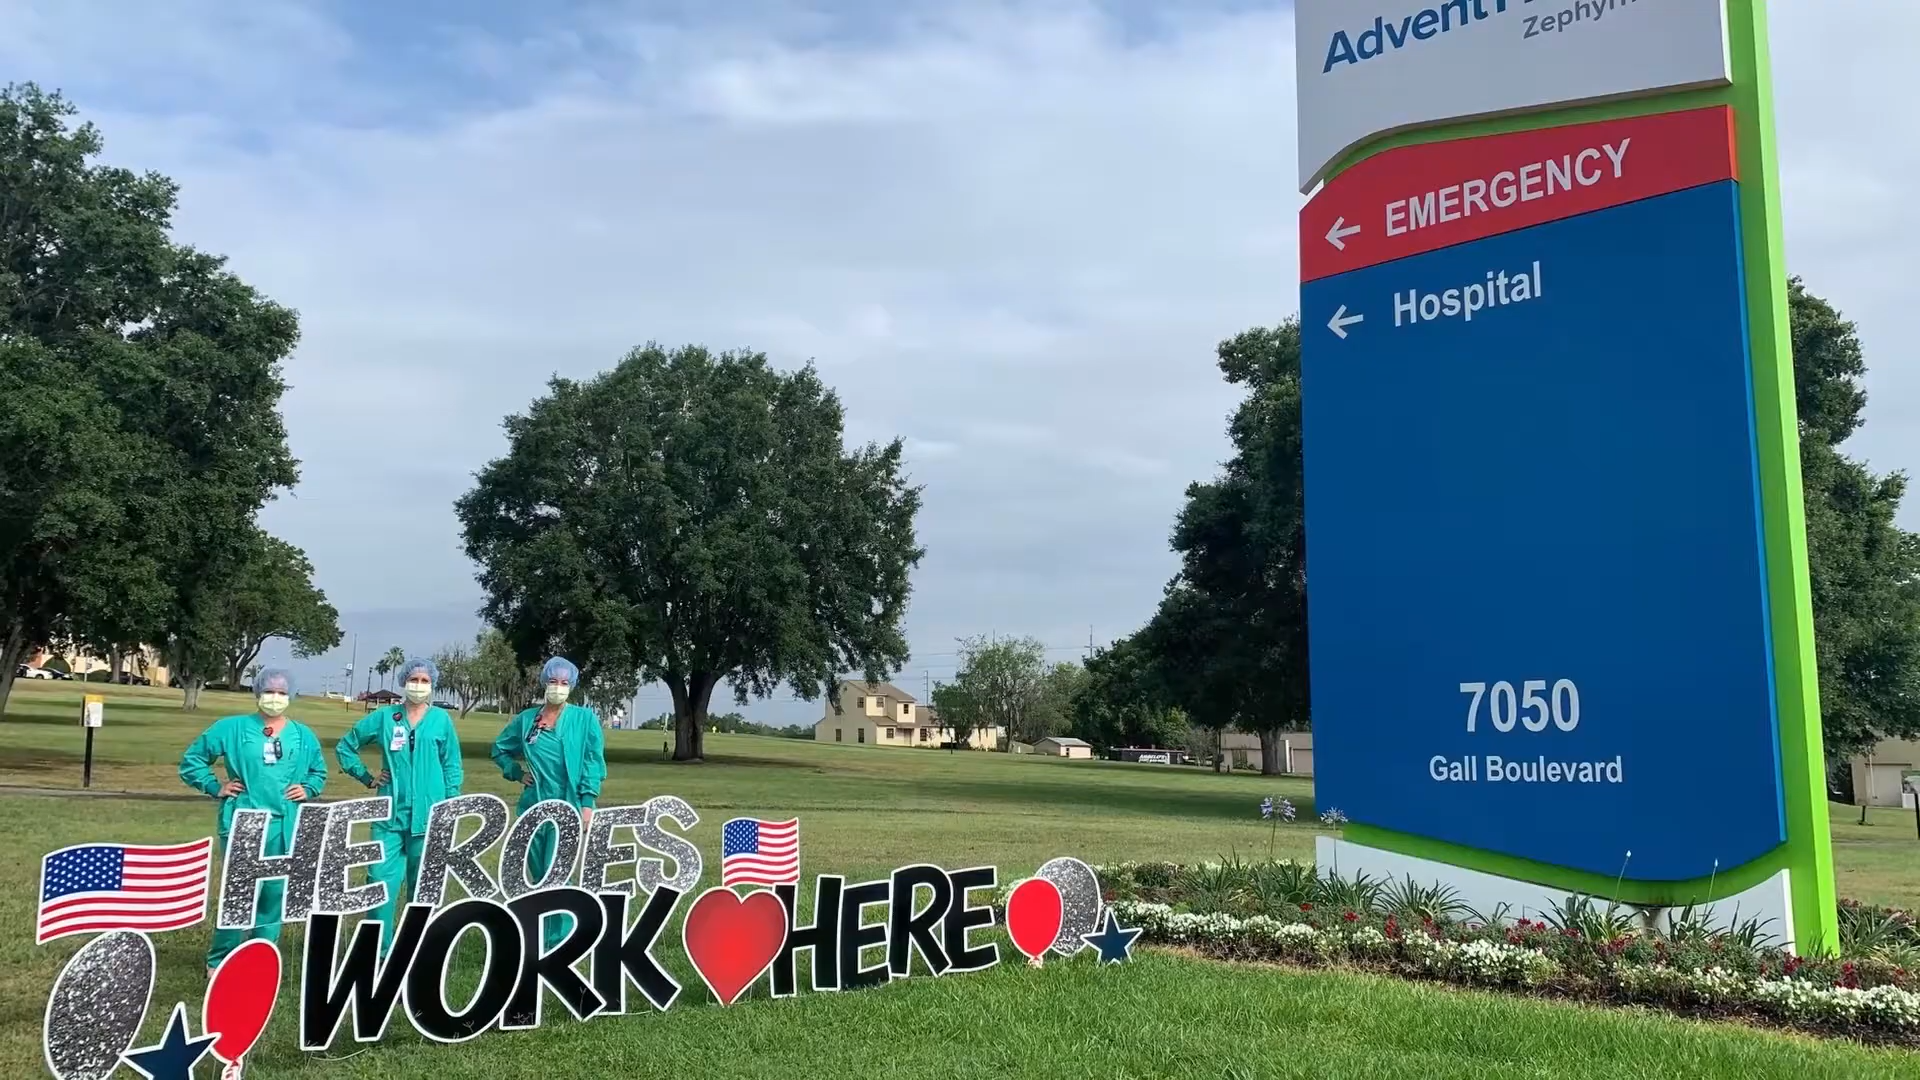 Advent
Zephyr
← EMERGENCY
← Hospital
7050
Gall Boulevard
HEROES
WORK HERE